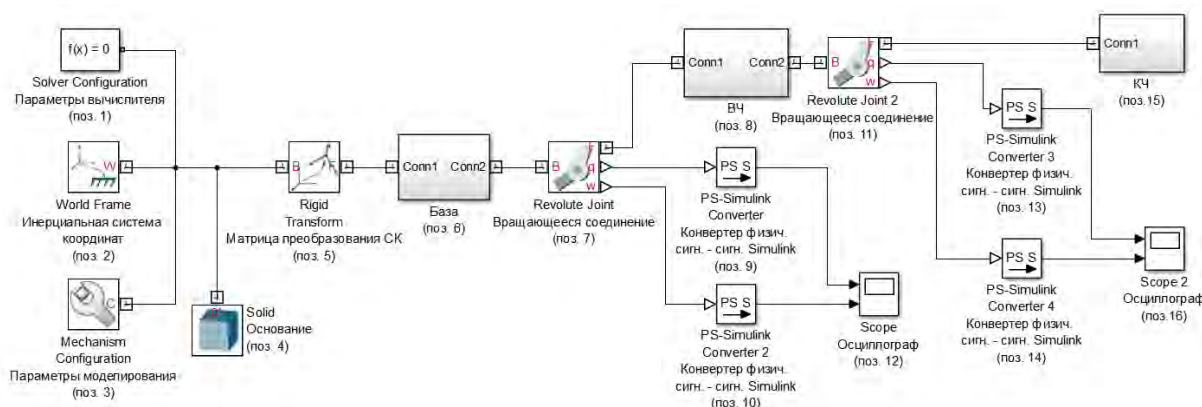 f(x) = 0
Solver Configuration
Параметры вычислителя
(поз. 1)
W
World Frame
Инерциальная система
координат
(поз. 2)
C
Mechanism
Configuration
Параметры моделирования
(поз. 3)
Solid
Основание
(поз. 4)
B
F
Rigid
Transform
Матрица преобразования СК
(поз. 5)
Conn1
Conn2
База
(поз. 6)
B
F
q
w
Revolute Joint
Вращающееся соединение
(поз. 7)
Conn1
Conn2
ВЧ
(поз. 8)
PS S
PS-Simulink
Converter
Конвертер физич.
сигн. - сигн. Simulink
(поз. 9)
PS S
PS-Simulink
Converter 2
Конвертер физич.
сигн. - сигн. Simulink
(поз. 10)
B
F
q
w
Revolute Joint 2
Вращающееся соединение
(поз. 11)
Scope
Осциллограф
(поз. 12)
PS S
PS-Simulink
Converter 3
Конвертер физич.
сигн. - сигн. Simulink
(поз. 13)
PS S
PS-Simulink
Converter 4
Конвертер физич.
сигн. - сигн. Simulink
(поз. 14)
Conn1
КЧ
(поз.15)
Scope 2
Осциллограф
(поз.16)